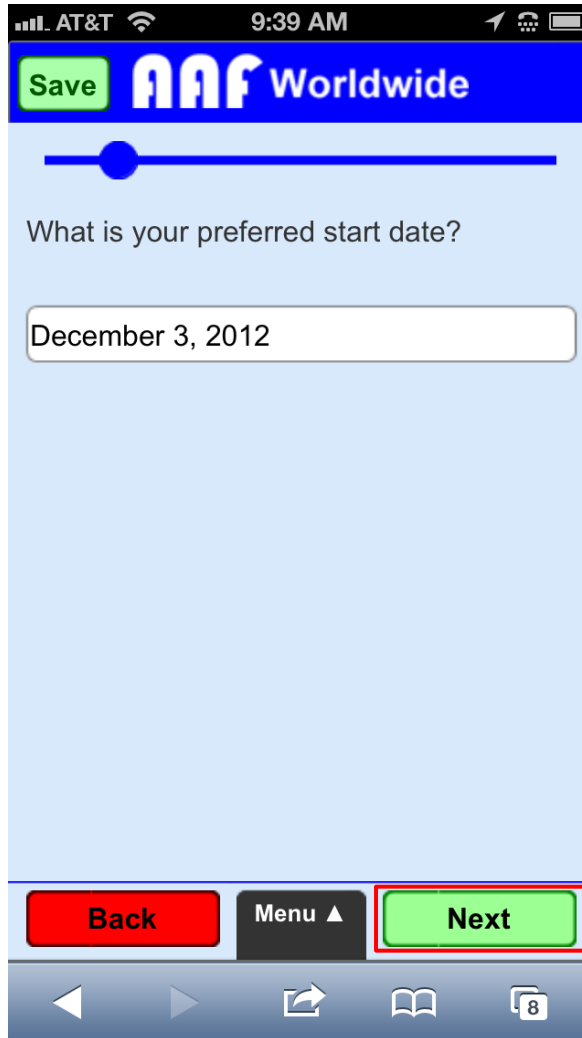 AT&T 9:39 AM
Save AAF Worldwide
What is your preferred start date?
December 3, 2012
Back Menu ▲ Next
8